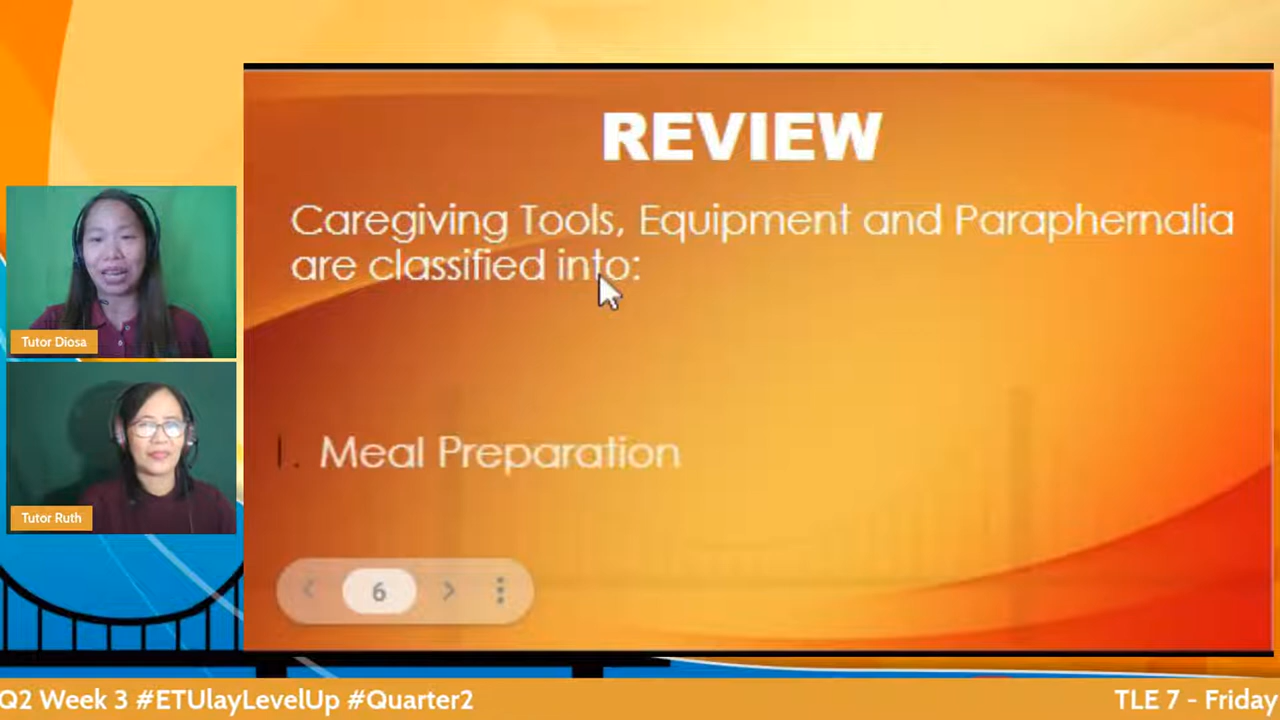 REVIEW
Caregiving Tools, Equipment and Paraphernalia
are classified into:
1. Meal Preparation
6
Tutor Diosa
Tutor Ruth
Q2 Week 3 #ETUlayLevelUp #Quarter2
TLE 7 - Friday